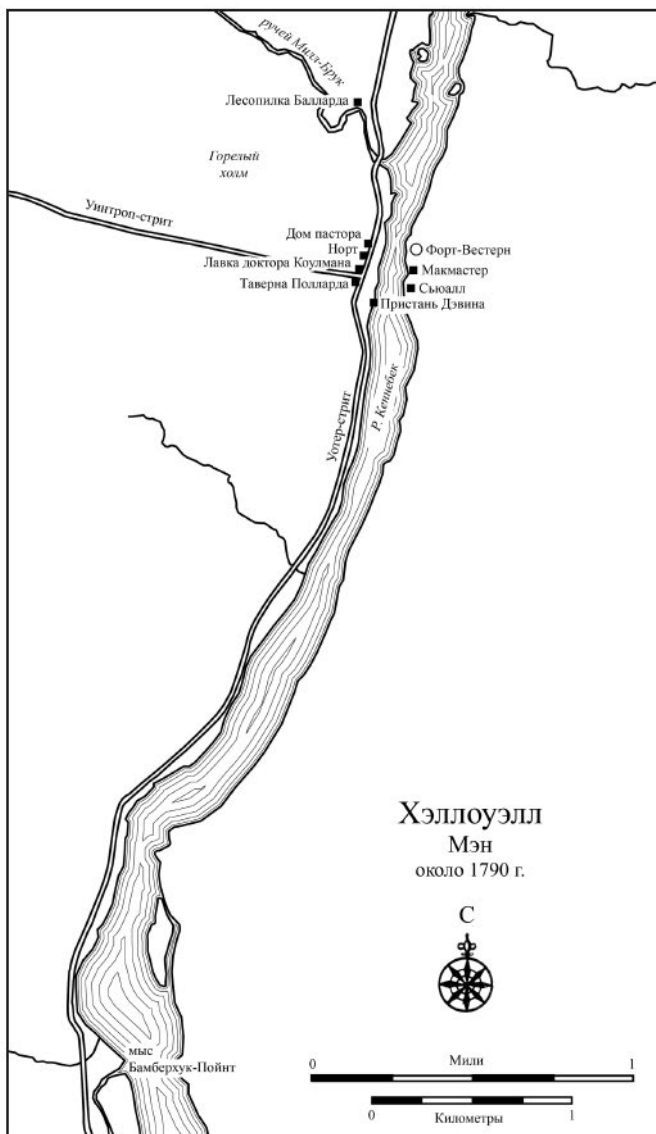 ручей Милл-Брук
Лесопилка Балларда
Горелый
холм
Уинтроп-стрит
Дом пастора
Норт
Лавка доктора Коулмана
Таверна Полларда
Форт-Вестерн
Макмастер
Сьюалл
Пристань Дэвина
Р. Кеннебек
Уотер-стрит
Хэллоуэлл
Мэн
около 1790 г.
С
мыс
Бамберхук-Пойнт
0 Мили 1
0 Километры 1